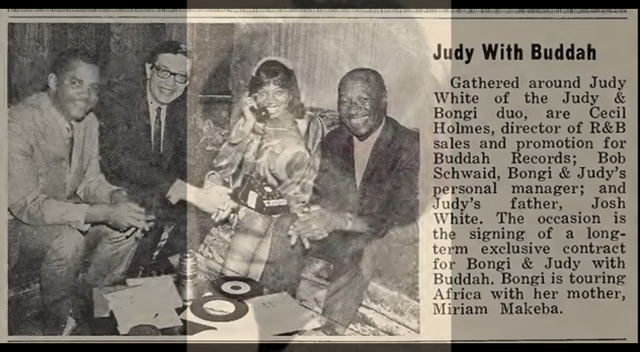 Judy With Buddah
Gathered around Judy
White of the Judy &
Bongi duo, are Cecil
Holmes, director of R&B
sales and promotion for
Buddah Records; Bob
Schwaid, Bongi & Judy's
personal manager; and
Judy's father, Josh
White. The occasion is
the signing of a long-
term exclusive contract
for Bongi & Judy with
Buddah. Bongi is touring
Africa with her mother,
Miriam Makeba.